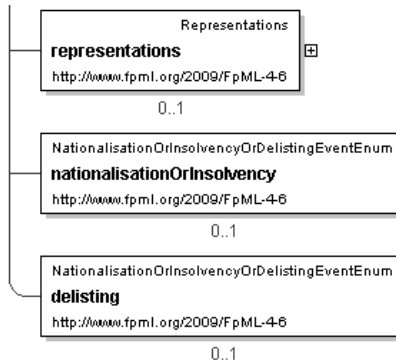 Representations
representations
http://www.fpml.org/2009/FpML-4-6
0..1
NationalisationOrInsolvencyOrDelistingEventEnum
nationalisationOrInsolvency
http://www.fpml.org/2009/FpML-4-6
0..1
NationalisationOrInsolvencyOrDelistingEventEnum
delisting
http://www.fpml.org/2009/FpML-4-6
0..1